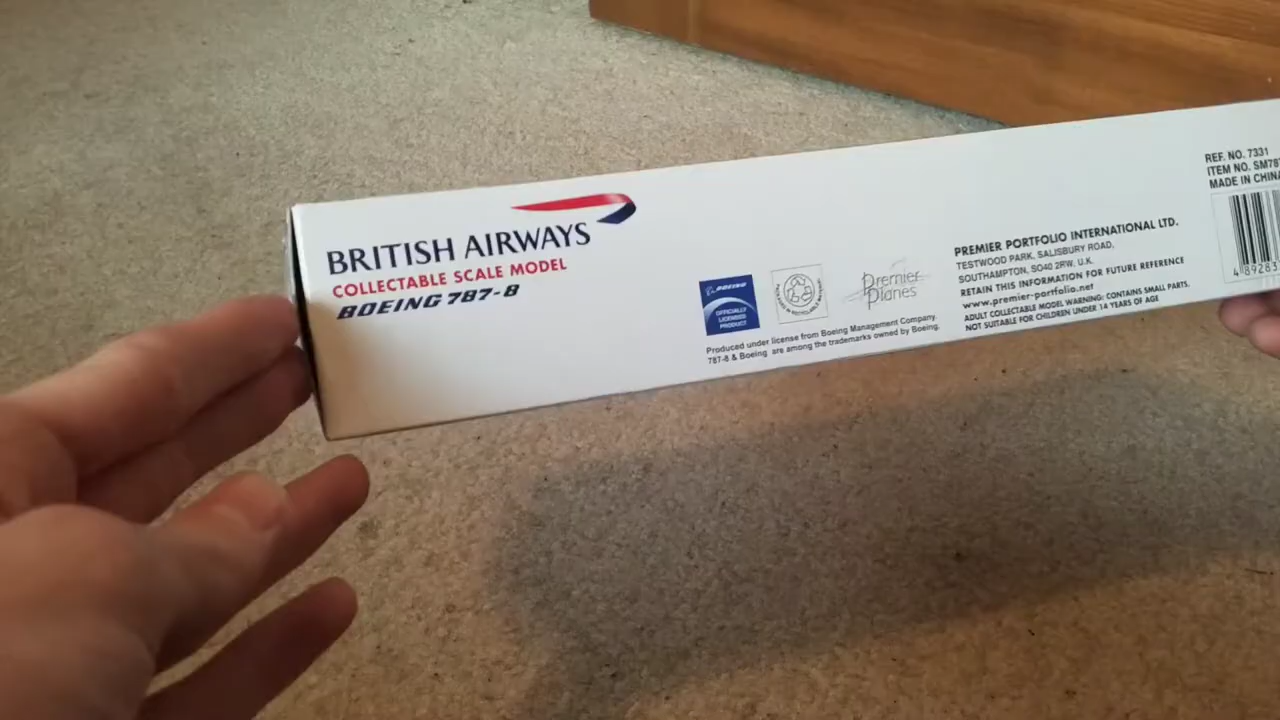 BRITISH AIRWAYS
COLLECTABLE SCALE MODEL
BOEING 787-8
BOEING
OFFICIALLY
LICENSED
PRODUCT
Premier
Planes
Produced under license from Boeing Management Company.
787-8 & Boeing are among the trademarks owned by Boeing.
PREMIER PORTFOLIO INTERNATIONAL LTD.
TESTWOOD PARK, SALISBURY ROAD,
SOUTHAMPTON, SO40 2RW, U.K.
RETAIN THIS INFORMATION FOR FUTURE REFERENCE
www.premier-portfolio.net
ADULT COLLECTABLE MODEL WARNING: CONTAINS SMALL PARTS.
NOT SUITABLE FOR CHILDREN UNDER 14 YEARS OF AGE
REF. NO. 7331
ITEM NO. SM787
MADE IN CHINA
4 89283